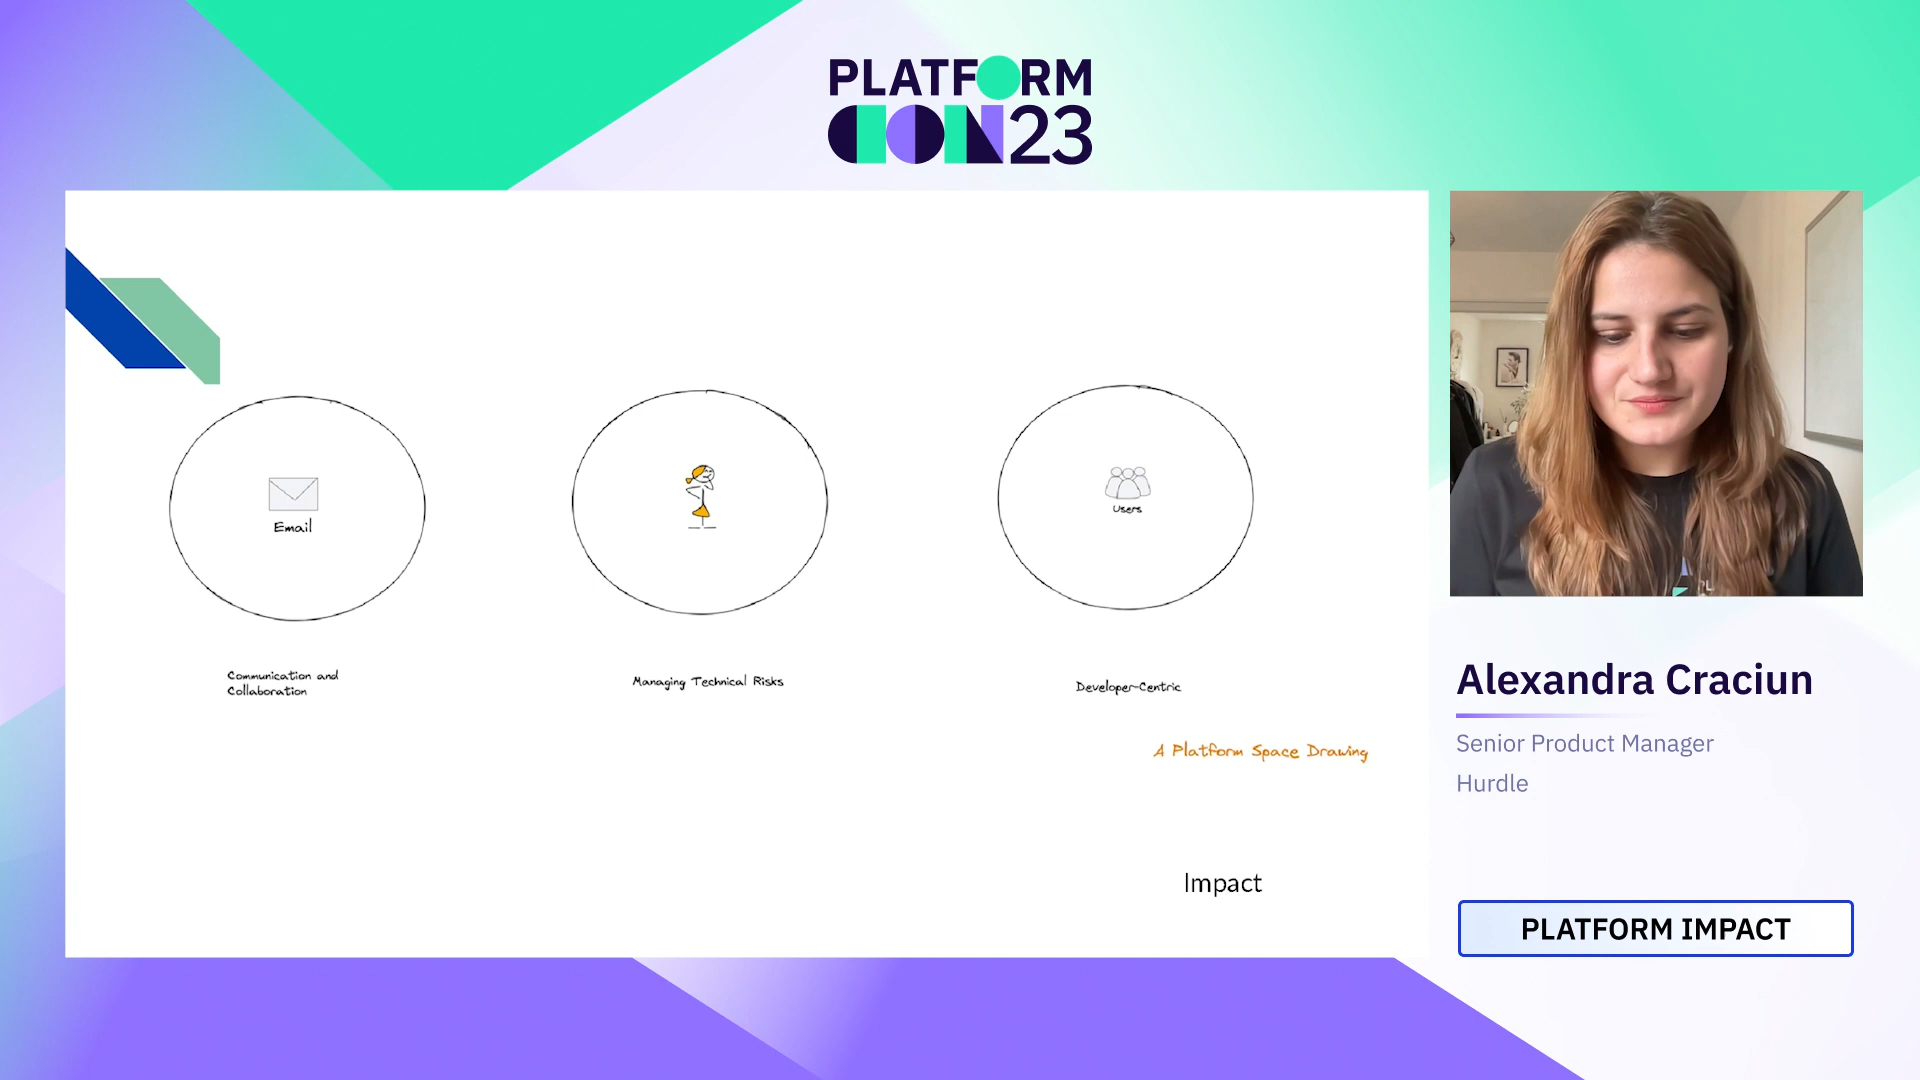 PLATFORM
CON23
Email
Users
Communication and
Collaboration
Managing Technical Risks
Developer-Centric
A Platform Space Drawing
Impact
Alexandra Craciun
Senior Product Manager
Hurdle
PLATFORM IMPACT